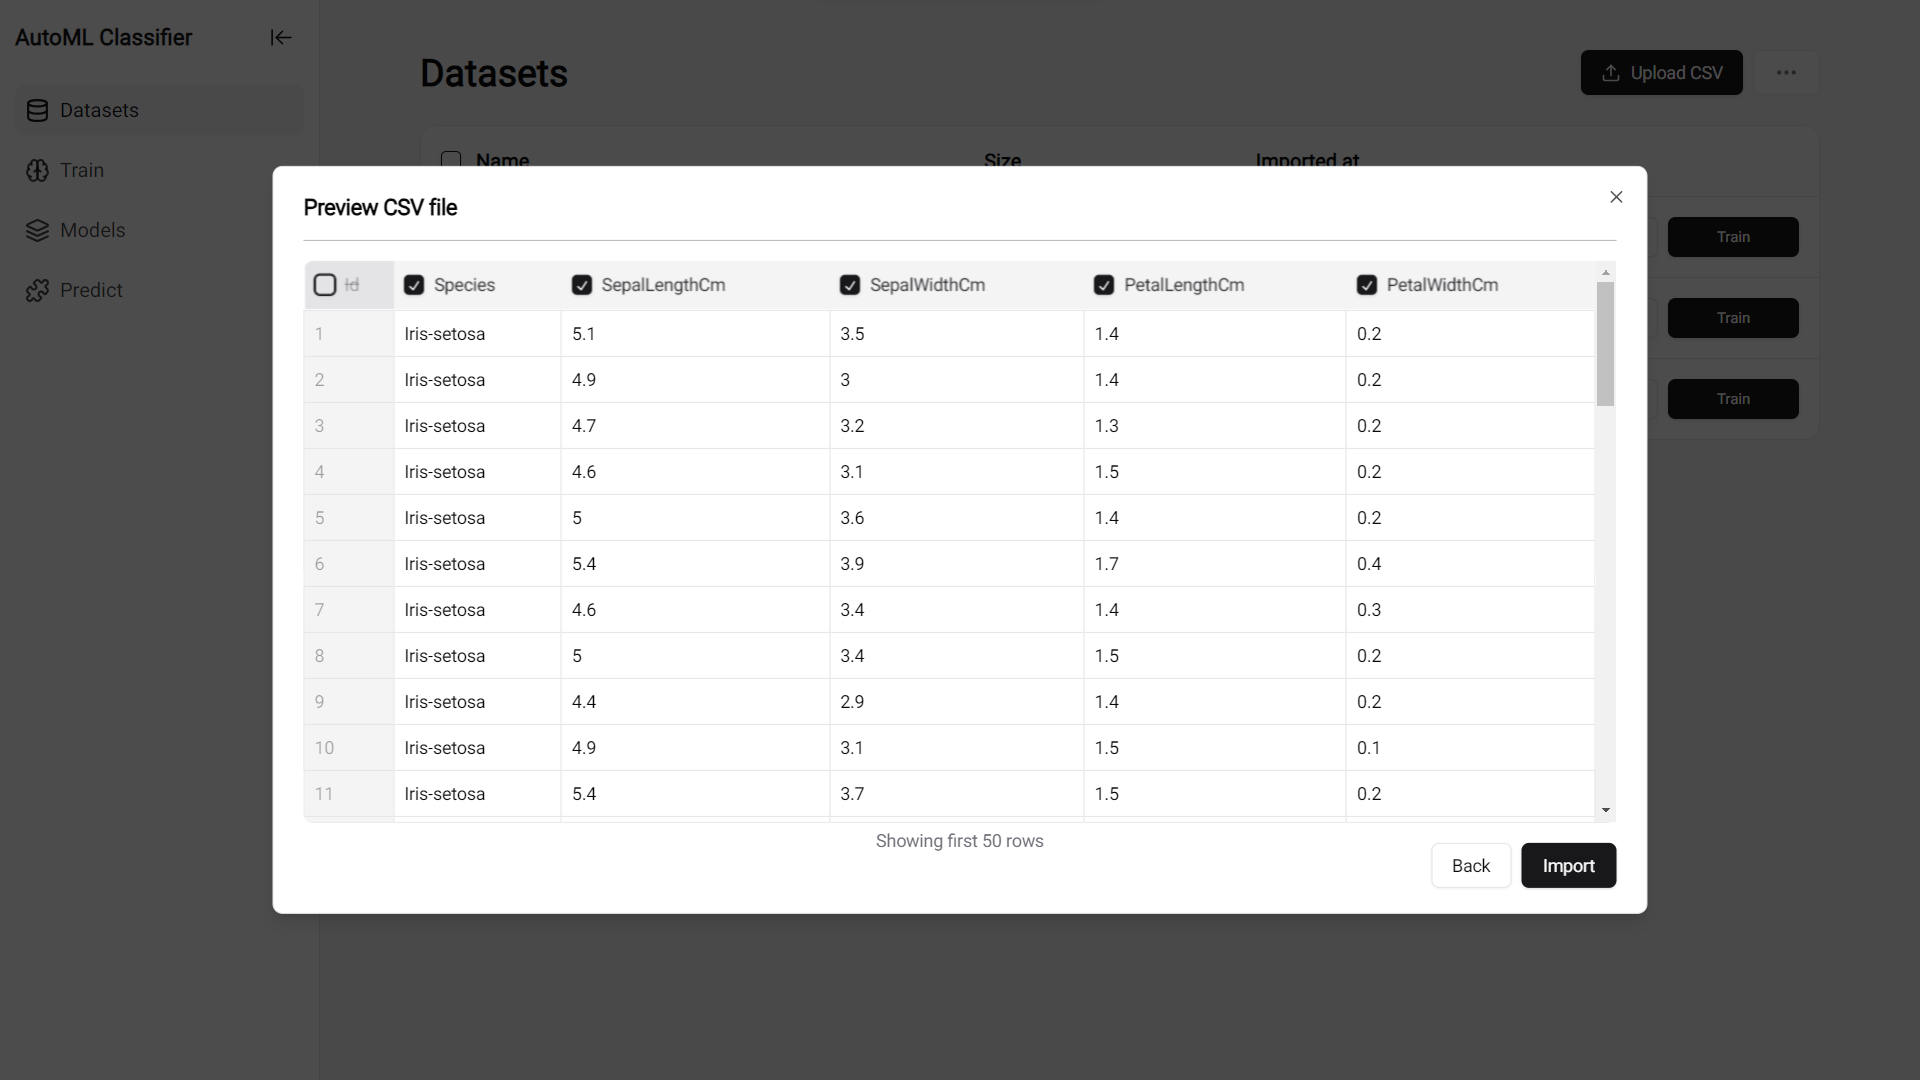 AutoML Classifier
Datasets
Train
Models
Predict
Datasets
Upload CSV
Name Size Imported at
Train
Train
Train
Preview CSV file
Id Species SepalLengthCm SepalWidthCm PetalLengthCm PetalWidthCm
1 Iris-setosa 5.1 3.5 1.4 0.2
2 Iris-setosa 4.9 3 1.4 0.2
3 Iris-setosa 4.7 3.2 1.3 0.2
4 Iris-setosa 4.6 3.1 1.5 0.2
5 Iris-setosa 5 3.6 1.4 0.2
6 Iris-setosa 5.4 3.9 1.7 0.4
7 Iris-setosa 4.6 3.4 1.4 0.3
8 Iris-setosa 5 3.4 1.5 0.2
9 Iris-setosa 4.4 2.9 1.4 0.2
10 Iris-setosa 4.9 3.1 1.5 0.1
11 Iris-setosa 5.4 3.7 1.5 0.2
Showing first 50 rows
Back Import